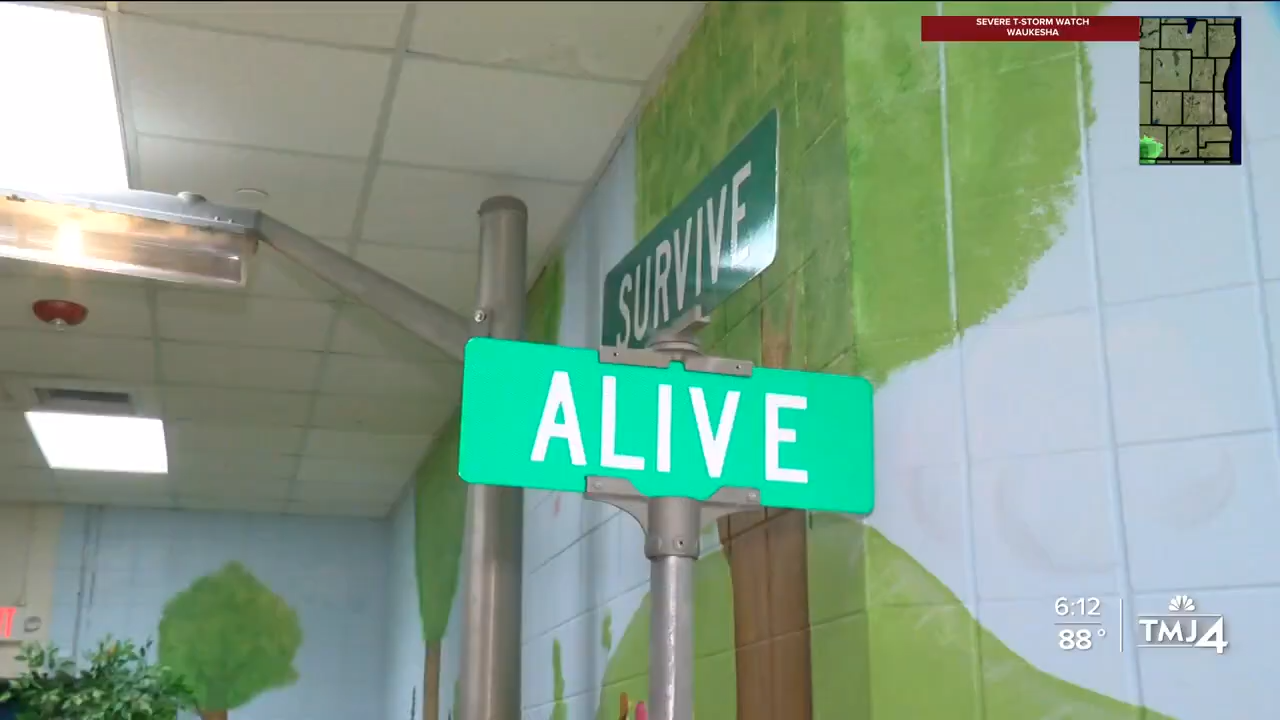 SEVERE T-STORM WATCH
WAUKESHA
SURVIVE
ALIVE
6:12
88°
TMJ4